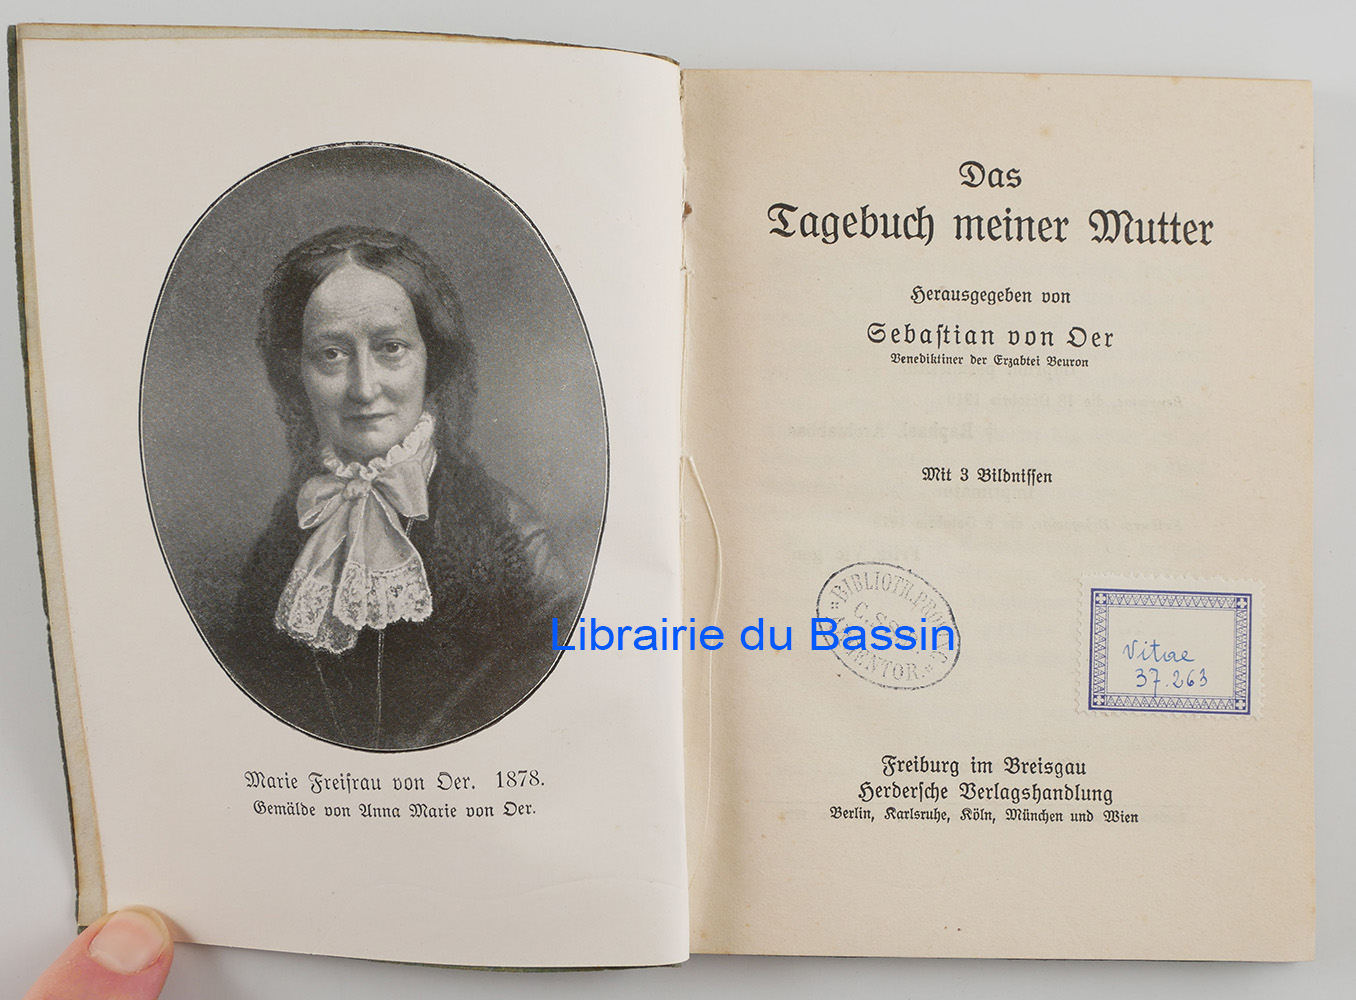 Marie Freifrau von Oer. 1878.
Gemälde von Anna Marie von Oer.
Das
Tagebuch meiner Mutter
Herausgegeben von
Sebastian von Oer
Benediktiner der Erzabtei Beuron
Mit 3 Bildnissen
BIBLIOTH.
Librairie du Bassin
Vitae
37.263
Freiburg im Breisgau
Herdersche Verlagshandlung
Berlin, Karlsruhe, Köln, München und Wien